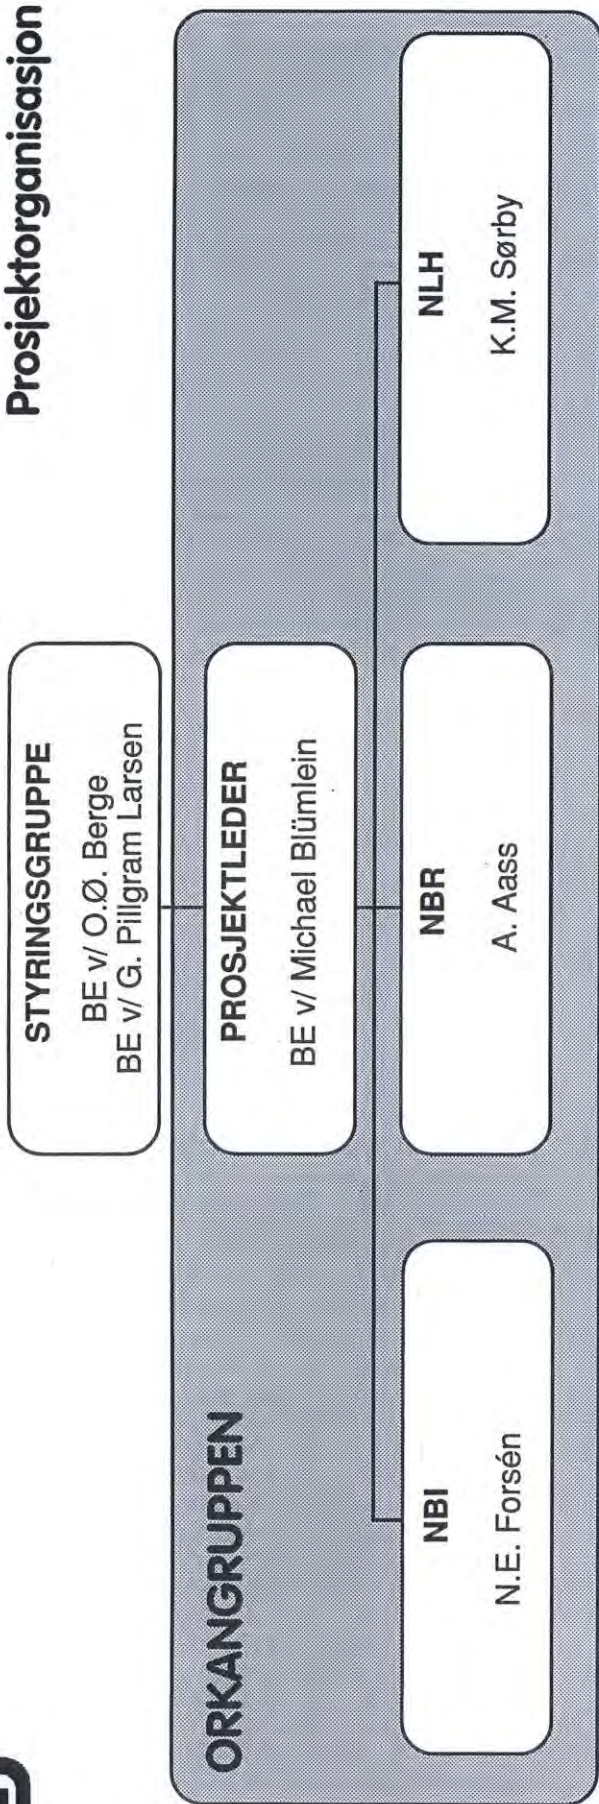 Prosjektorganisasjon
STYRINGSGRUPPE
BE v/ O.Ø. Berge
BE v/ G. Pillgram Larsen
ORKANGRUPPEN
PROSJEKTLEDER
BE v/ Michael Blümlein
NBI
N.E. Forsén
NBR
A. Aass
NLH
K.M. Sørby